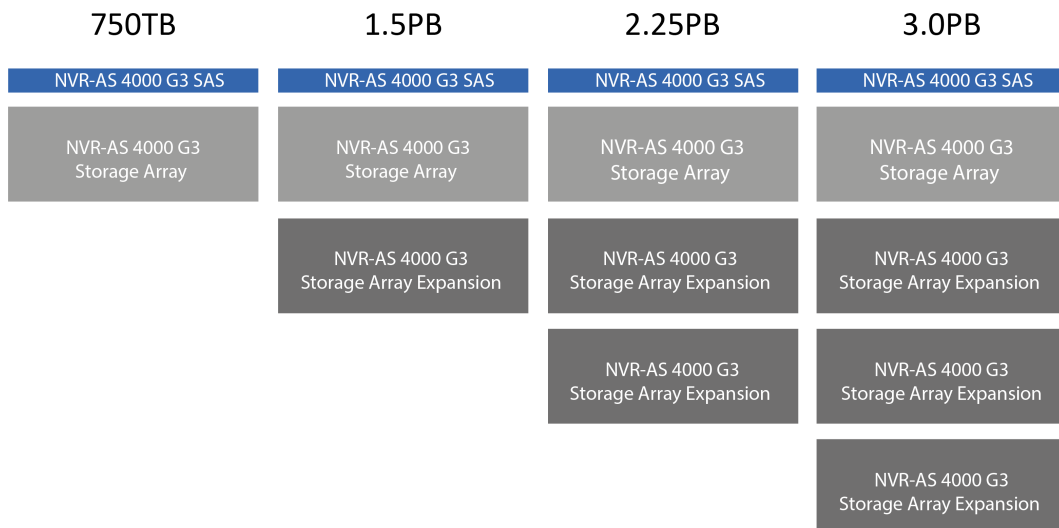 750TB
1.5PB
2.25PB
3.0PB
NVR-AS 4000 G3 SAS
NVR-AS 4000 G3 SAS
NVR-AS 4000 G3 SAS
NVR-AS 4000 G3 SAS
NVR-AS 4000 G3
Storage Array
NVR-AS 4000 G3
Storage Array
NVR-AS 4000 G3
Storage Array
NVR-AS 4000 G3
Storage Array
NVR-AS 4000 G3
Storage Array Expansion
NVR-AS 4000 G3
Storage Array Expansion
NVR-AS 4000 G3
Storage Array Expansion
NVR-AS 4000 G3
Storage Array Expansion
NVR-AS 4000 G3
Storage Array Expansion
NVR-AS 4000 G3
Storage Array Expansion